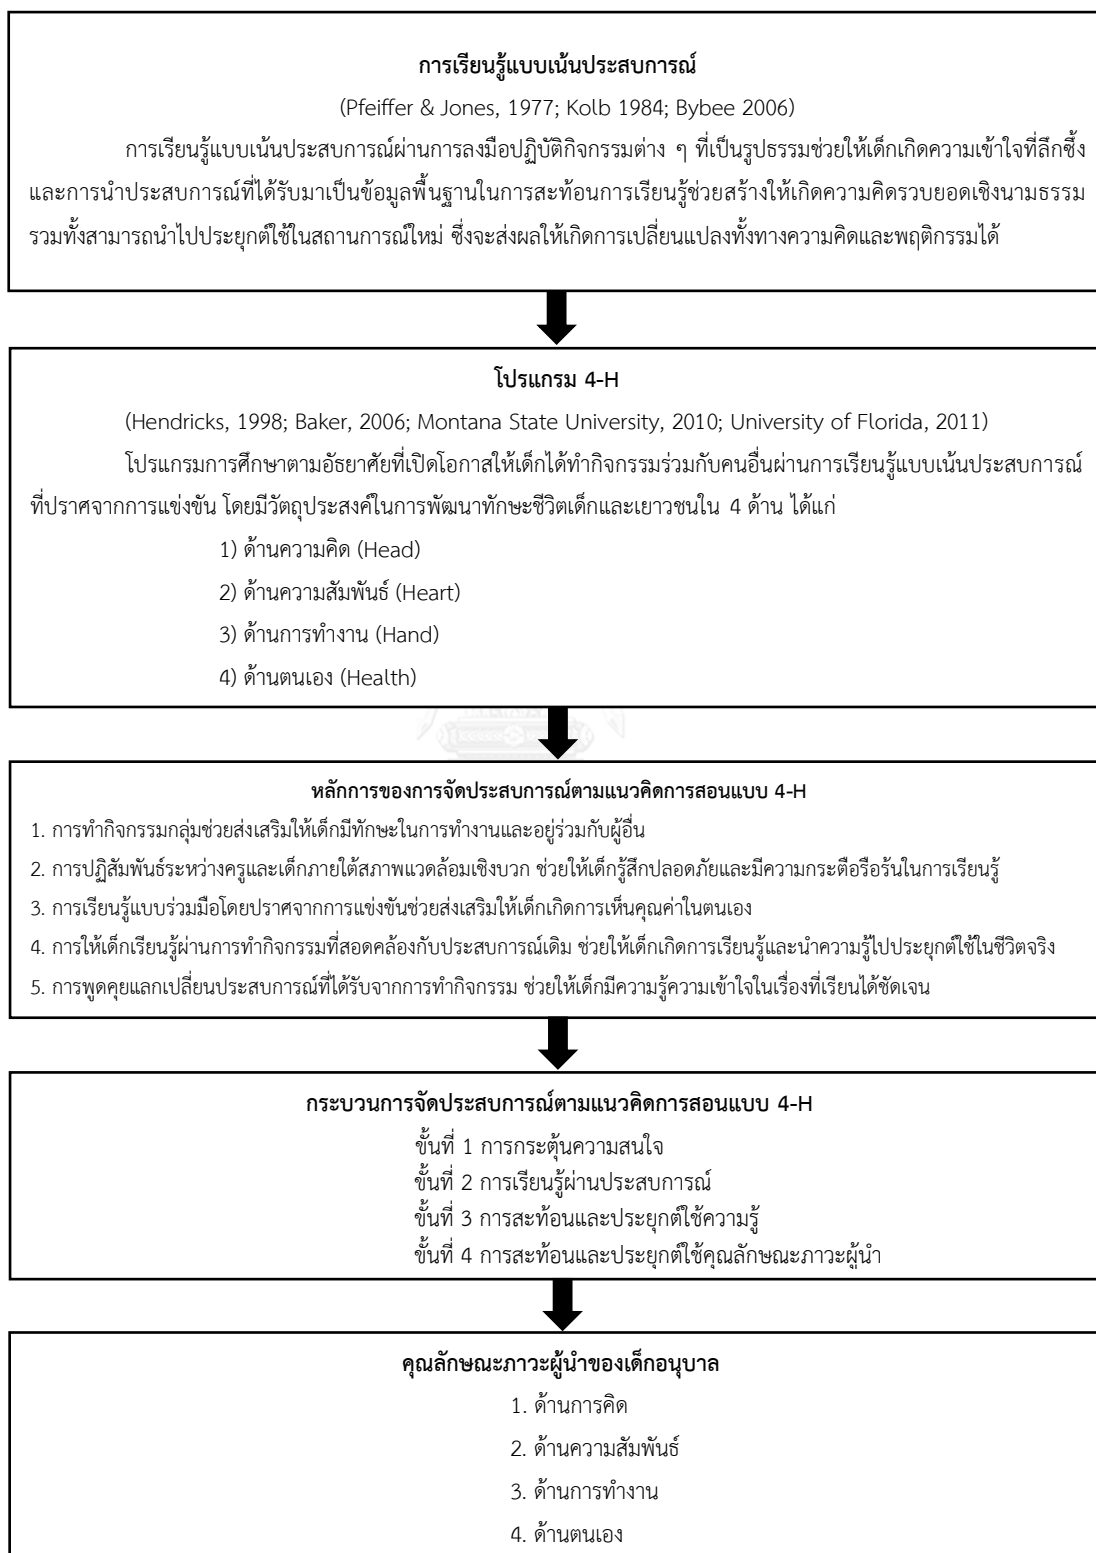 การเรียนรู้แบบเน้นประสบการณ์
(Pfeiffer & Jones, 1977; Kolb 1984; Bybee 2006)
การเรียนรู้แบบเน้นประสบการณ์ผ่านการลงมือปฏิบัติกิจกรรมต่าง ๆ ที่เป็นรูปธรรมช่วยให้เด็กเกิดความเข้าใจที่ลึกซึ้ง
และการนำประสบการณ์ที่ได้รับมาเป็นข้อมูลพื้นฐานในการสะท้อนการเรียนรู้ช่วยสร้างให้เกิดความคิดรวบยอดเชิงนามธรรม
รวมทั้งสามารถนำไปประยุกต์ใช้ในสถานการณ์ใหม่ ซึ่งจะส่งผลให้เกิดการเปลี่ยนแปลงทั้งทางความคิดและพฤติกรรมได้
โปรแกรม 4-H
(Hendricks, 1998; Baker, 2006; Montana State University, 2010; University of Florida, 2011)
โปรแกรมการศึกษาตามอัธยาศัยที่เปิดโอกาสให้เด็กได้ทำกิจกรรมร่วมกับคนอื่นผ่านการเรียนรู้แบบเน้นประสบการณ์
ที่ปราศจากการแข่งขัน โดยมีวัตถุประสงค์ในการพัฒนาทักษะชีวิตเด็กและเยาวชนใน 4 ด้าน ได้แก่
1) ด้านความคิด (Head)
2) ด้านความสัมพันธ์ (Heart)
3) ด้านการทำงาน (Hand)
4) ด้านตนเอง (Health)
หลักการของการจัดประสบการณ์ตามแนวคิดการสอนแบบ 4-H
1. การทำกิจกรรมกลุ่มช่วยส่งเสริมให้เด็กมีทักษะในการทำงานและอยู่ร่วมกับผู้อื่น
2. การปฏิสัมพันธ์ระหว่างครูและเด็กภายใต้สภาพแวดล้อมเชิงบวก ช่วยให้เด็กรู้สึกปลอดภัยและมีความกระตือรือร้นในการเรียนรู้
3. การเรียนรู้แบบร่วมมือโดยปราศจากการแข่งขันช่วยส่งเสริมให้เด็กเกิดการเห็นคุณค่าในตนเอง
4. การให้เด็กเรียนรู้ผ่านการทำกิจกรรมที่สอดคล้องกับประสบการณ์เดิม ช่วยให้เด็กเกิดการเรียนรู้และนำความรู้ไปประยุกต์ใช้ในชีวิตจริง
5. การพูดคุยแลกเปลี่ยนประสบการณ์ที่ได้รับจากการทำกิจกรรม ช่วยให้เด็กมีความรู้ความเข้าใจในเรื่องที่เรียนได้ชัดเจน
กระบวนการจัดประสบการณ์ตามแนวคิดการสอนแบบ 4-H
ขั้นที่ 1 การกระตุ้นความสนใจ
ขั้นที่ 2 การเรียนรู้ผ่านประสบการณ์
ขั้นที่ 3 การสะท้อนและประยุกต์ใช้ความรู้
ขั้นที่ 4 การสะท้อนและประยุกต์ใช้คุณลักษณะภาวะผู้นำ
คุณลักษณะภาวะผู้นำของเด็กอนุบาล
1. ด้านการคิด
2. ด้านความสัมพันธ์
3. ด้านการทำงาน
4. ด้านตนเอง